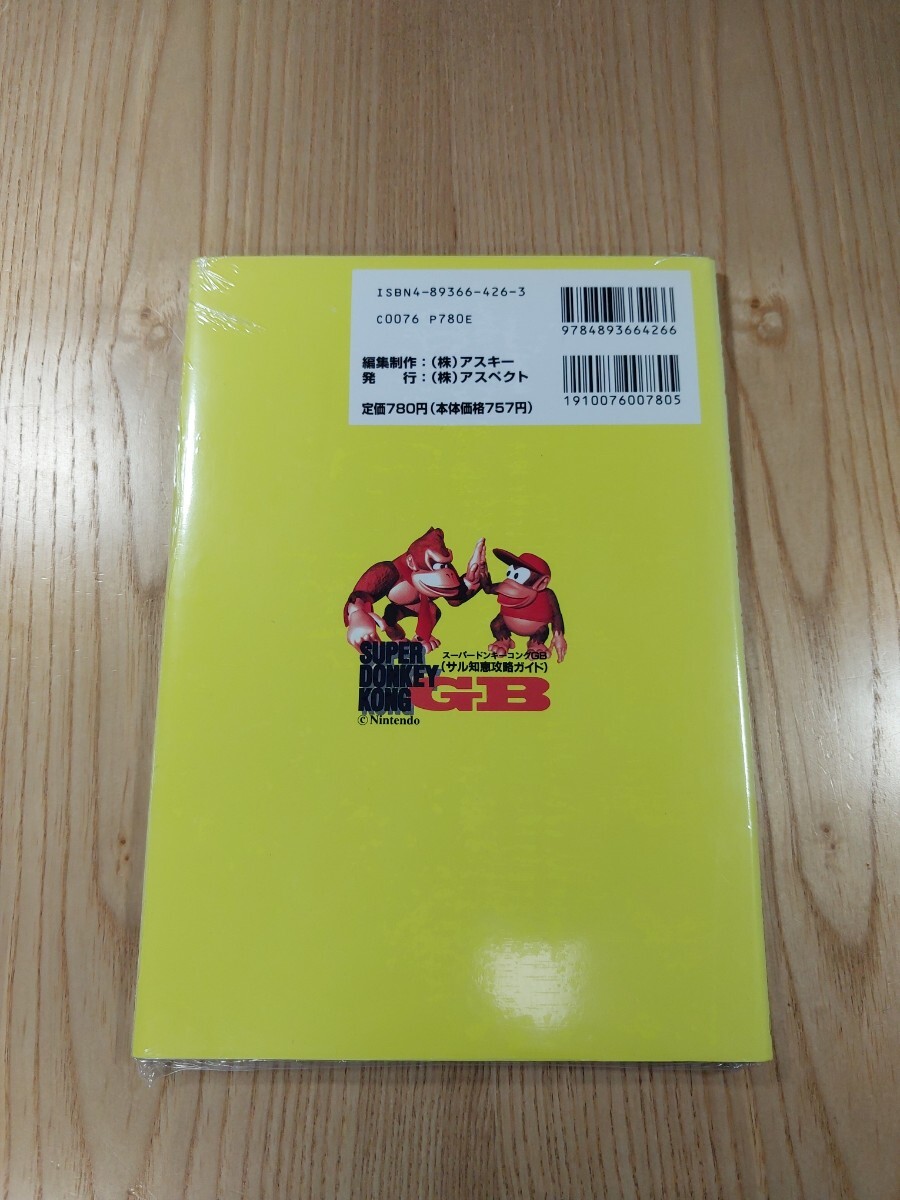 ISBN4-89366-426-3
C0076 P780E
9784893664266
編集制作：(株)アスキー
発　　行：(株)アスペクト
定価780円(本体価格757円)
1910076007805
スーパードンキーコングGB
(サル知恵攻略ガイド)
SUPER
DONKEY
KONG
GB
©Nintendo